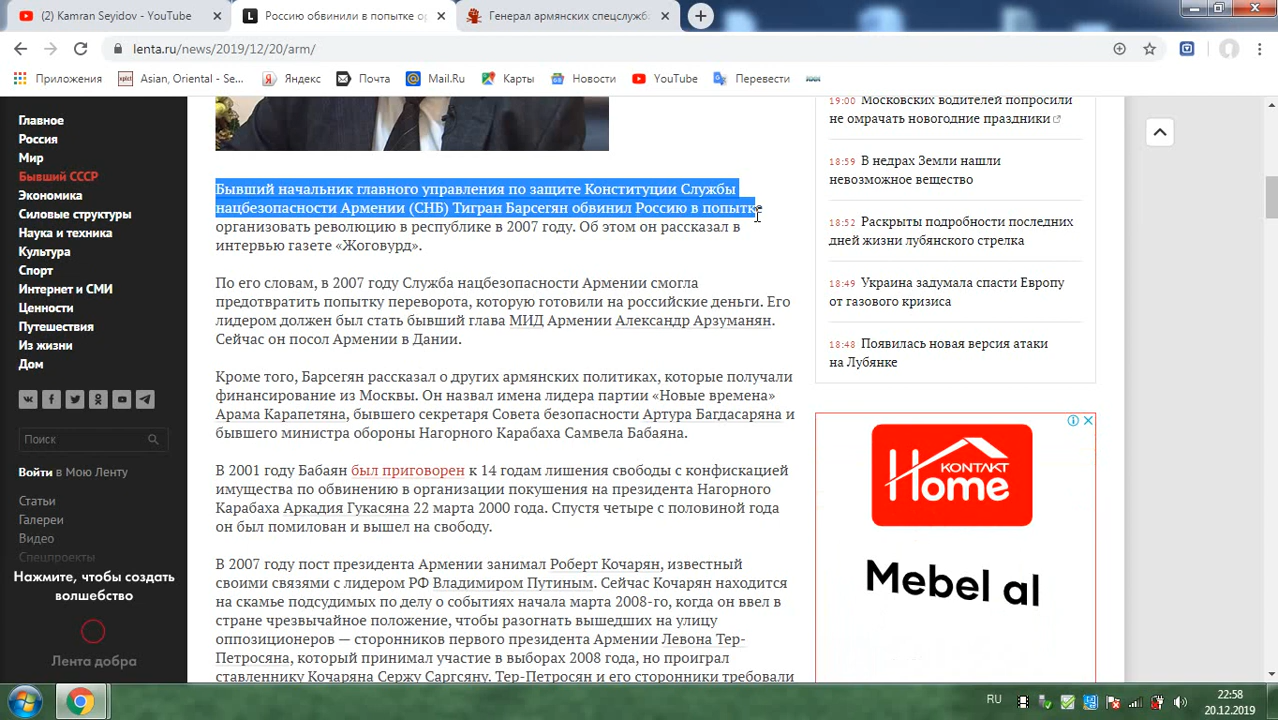 (2) Kamran Seyidov - YouTube
Россию обвинили в попытке ор
Генерал армянских спецслужб
lenta.ru/news/2019/12/20/arm/
Приложения
Asian, Oriental - Se...
Яндекс
Почта
Mail.Ru
Карты
Новости
YouTube
Перевести
Главное
Россия
Мир
Бывший СССР
Экономика
Силовые структуры
Наука и техника
Культура
Спорт
Интернет и СМИ
Ценности
Путешествия
Из жизни
Дом
Поиск
Войти в Мою Ленту
Статьи
Галереи
Видео
Спецпроекты
Нажмите, чтобы создать
волшебство
Лента добра
Бывший начальник главного управления по защите Конституции Службы
нацбезопасности Армении (СНБ) Тигран Барсегян обвинил Россию в попытке
организовать революцию в республике в 2007 году. Об этом он рассказал в
интервью газете «Жоговурд».
По его словам, в 2007 году Служба нацбезопасности Армении смогла
предотвратить попытку переворота, которую готовили на российские деньги. Его
лидером должен был стать бывший глава МИД Армении Александр Арзуманян.
Сейчас он посол Армении в Дании.
Кроме того, Барсегян рассказал о других армянских политиках, которые получали
финансирование из Москвы. Он назвал имена лидера партии «Новые времена»
Арама Карапетяна, бывшего секретаря Совета безопасности Артура Багдасаряна и
бывшего министра обороны Нагорного Карабаха Самвела Бабаяна.
В 2001 году Бабаян был приговорен к 14 годам лишения свободы с конфискацией
имущества по обвинению в организации покушения на президента Нагорного
Карабаха Аркадия Гукасяна 22 марта 2000 года. Спустя четыре с половиной года
он был помилован и вышел на свободу.
В 2007 году пост президента Армении занимал Роберт Кочарян, известный
своими связями с лидером РФ Владимиром Путиным. Сейчас Кочарян находится
на скамье подсудимых по делу о событиях начала марта 2008-го, когда он ввел в
стране чрезвычайное положение, чтобы разогнать вышедших на улицу
оппозиционеров — сторонников первого президента Армении Левона Тер-
Петросяна, который принимал участие в выборах 2008 года, но проиграл
ставленнику Кочаряна Сержу Саргсяну. Тер-Петросян и его сторонники требовали
19:00 Московских водителей попросили
не омрачать новогодние праздники
18:59 В недрах Земли нашли
невозможное вещество
18:52 Раскрыты подробности последних
дней жизни лубянского стрелка
18:49 Украина задумала спасти Европу
от газового кризиса
18:48 Появилась новая версия атаки
на Лубянке
KONTAKT
Home
Mebel al
RU
22:58
20.12.2019